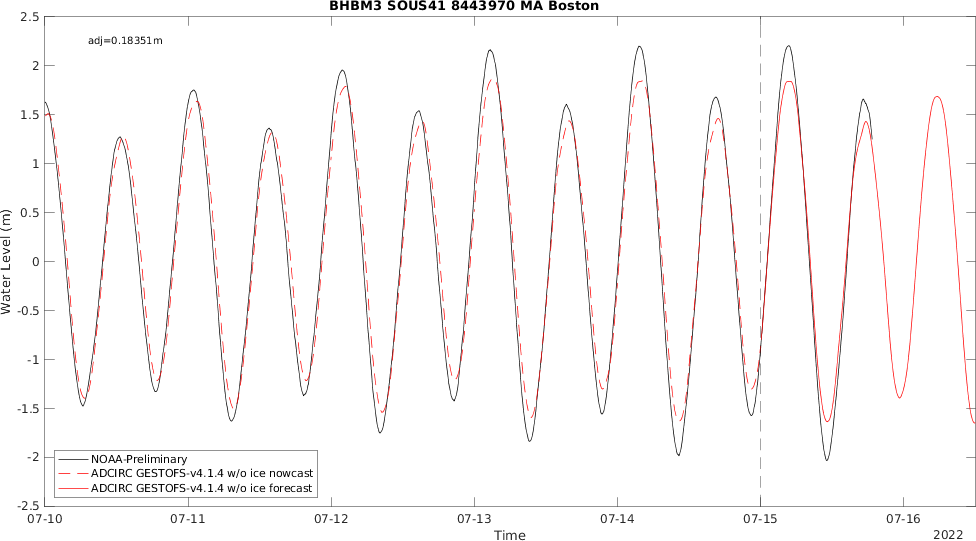 BHBM3 SOUS41 8443970 MA Boston
adj=0.18351m
2.5
2
1.5
1
0.5
0
-0.5
-1
-1.5
-2
-2.5
Water Level (m)
NOAA-Preliminary
ADCIRC GESTOFS-v4.1.4 w/o ice nowcast
ADCIRC GESTOFS-v4.1.4 w/o ice forecast
07-10 07-11 07-12 07-13 07-14 07-15 07-16
Time
2022